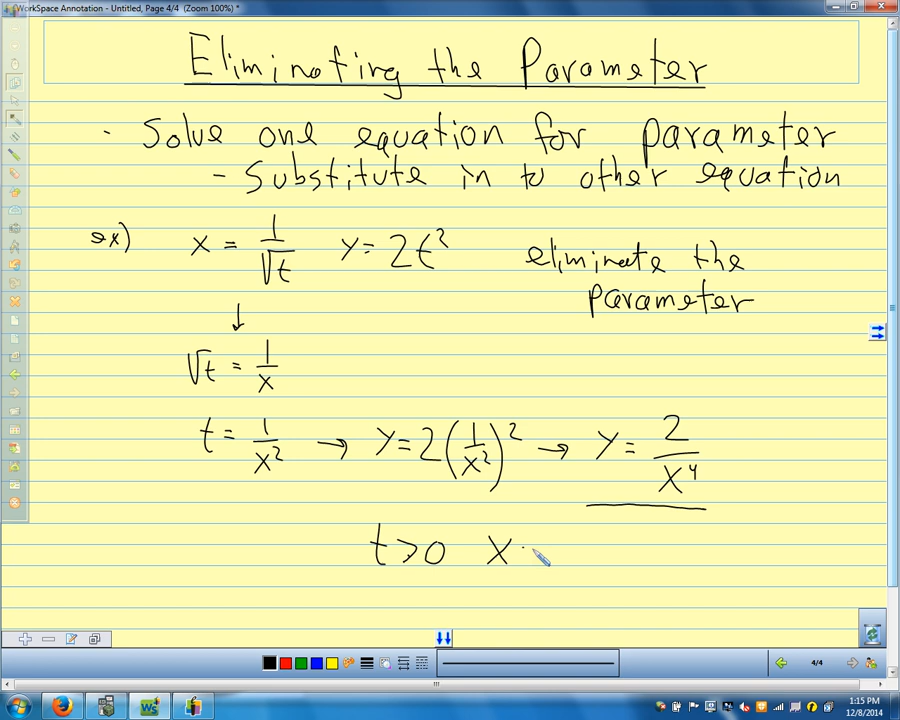 WorkSpace Annotation - Untitled, Page 4/4 (Zoom 100%) *
Eliminating the Parameter
- Solve one equation for parameter
- Substitute in to other equation
ex) x = 1/√t y = 2t² eliminate the
parameter
↓
√t = 1/x
t = 1/x² → y = 2(1/x²)² → y = 2/x⁴
t > 0 x
4/4
1:15 PM
12/8/2014